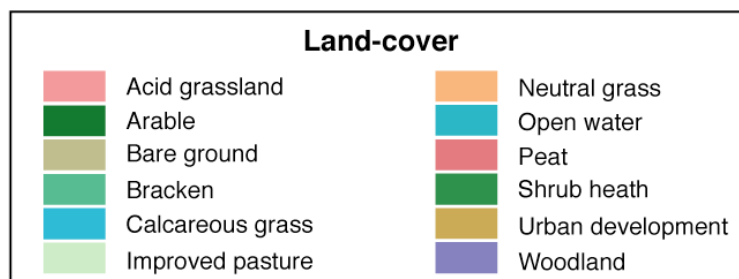 Land-cover
Acid grassland
Arable
Bare ground
Bracken
Calcareous grass
Improved pasture
Neutral grass
Open water
Peat
Shrub heath
Urban development
Woodland